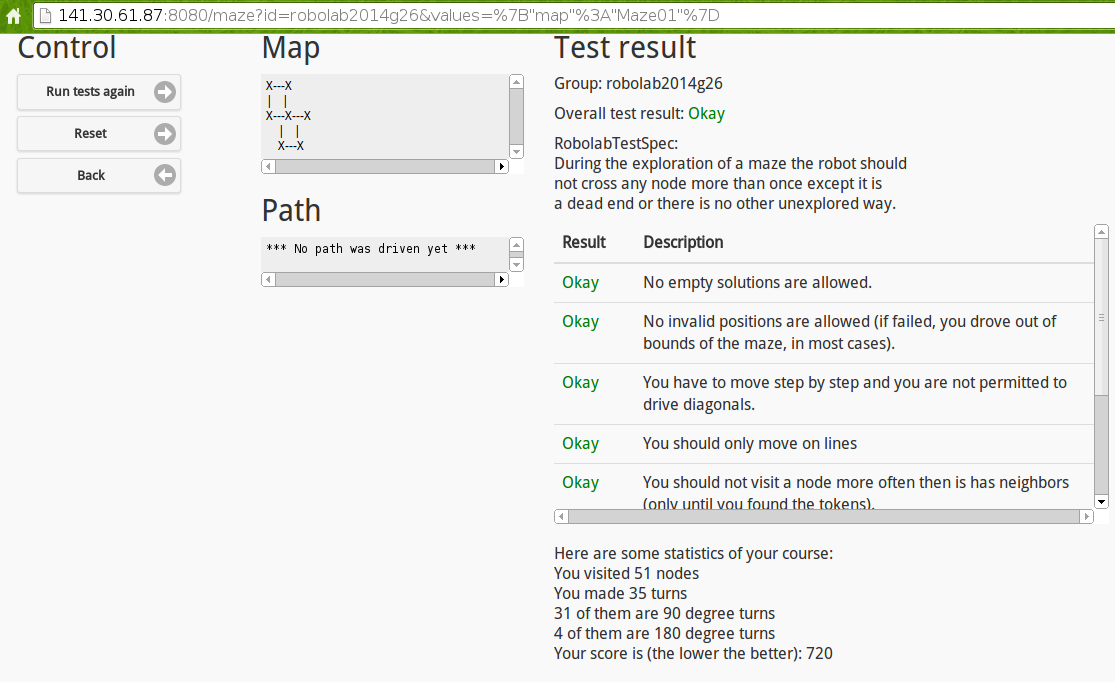 141.30.61.87:8080/maze?id=robolab2014g26&values=%7B"map"%3A"Maze01"%7D
Control
Run tests again
Reset
Back
Map
X---X
| |
X---X---X
| |
X---X
Path
*** No path was driven yet ***
Test result
Group: robolab2014g26
Overall test result: Okay
RobolabTestSpec:
During the exploration of a maze the robot should
not cross any node more than once except it is
a dead end or there is no other unexplored way.
Result Description
Okay No empty solutions are allowed.
Okay No invalid positions are allowed (if failed, you drove out of
bounds of the maze, in most cases).
Okay You have to move step by step and you are not permitted to
drive diagonals.
Okay You should only move on lines
Okay You should not visit a node more often then is has neighbors
(only until you found the tokens).
Here are some statistics of your course:
You visited 51 nodes
You made 35 turns
31 of them are 90 degree turns
4 of them are 180 degree turns
Your score is (the lower the better): 720